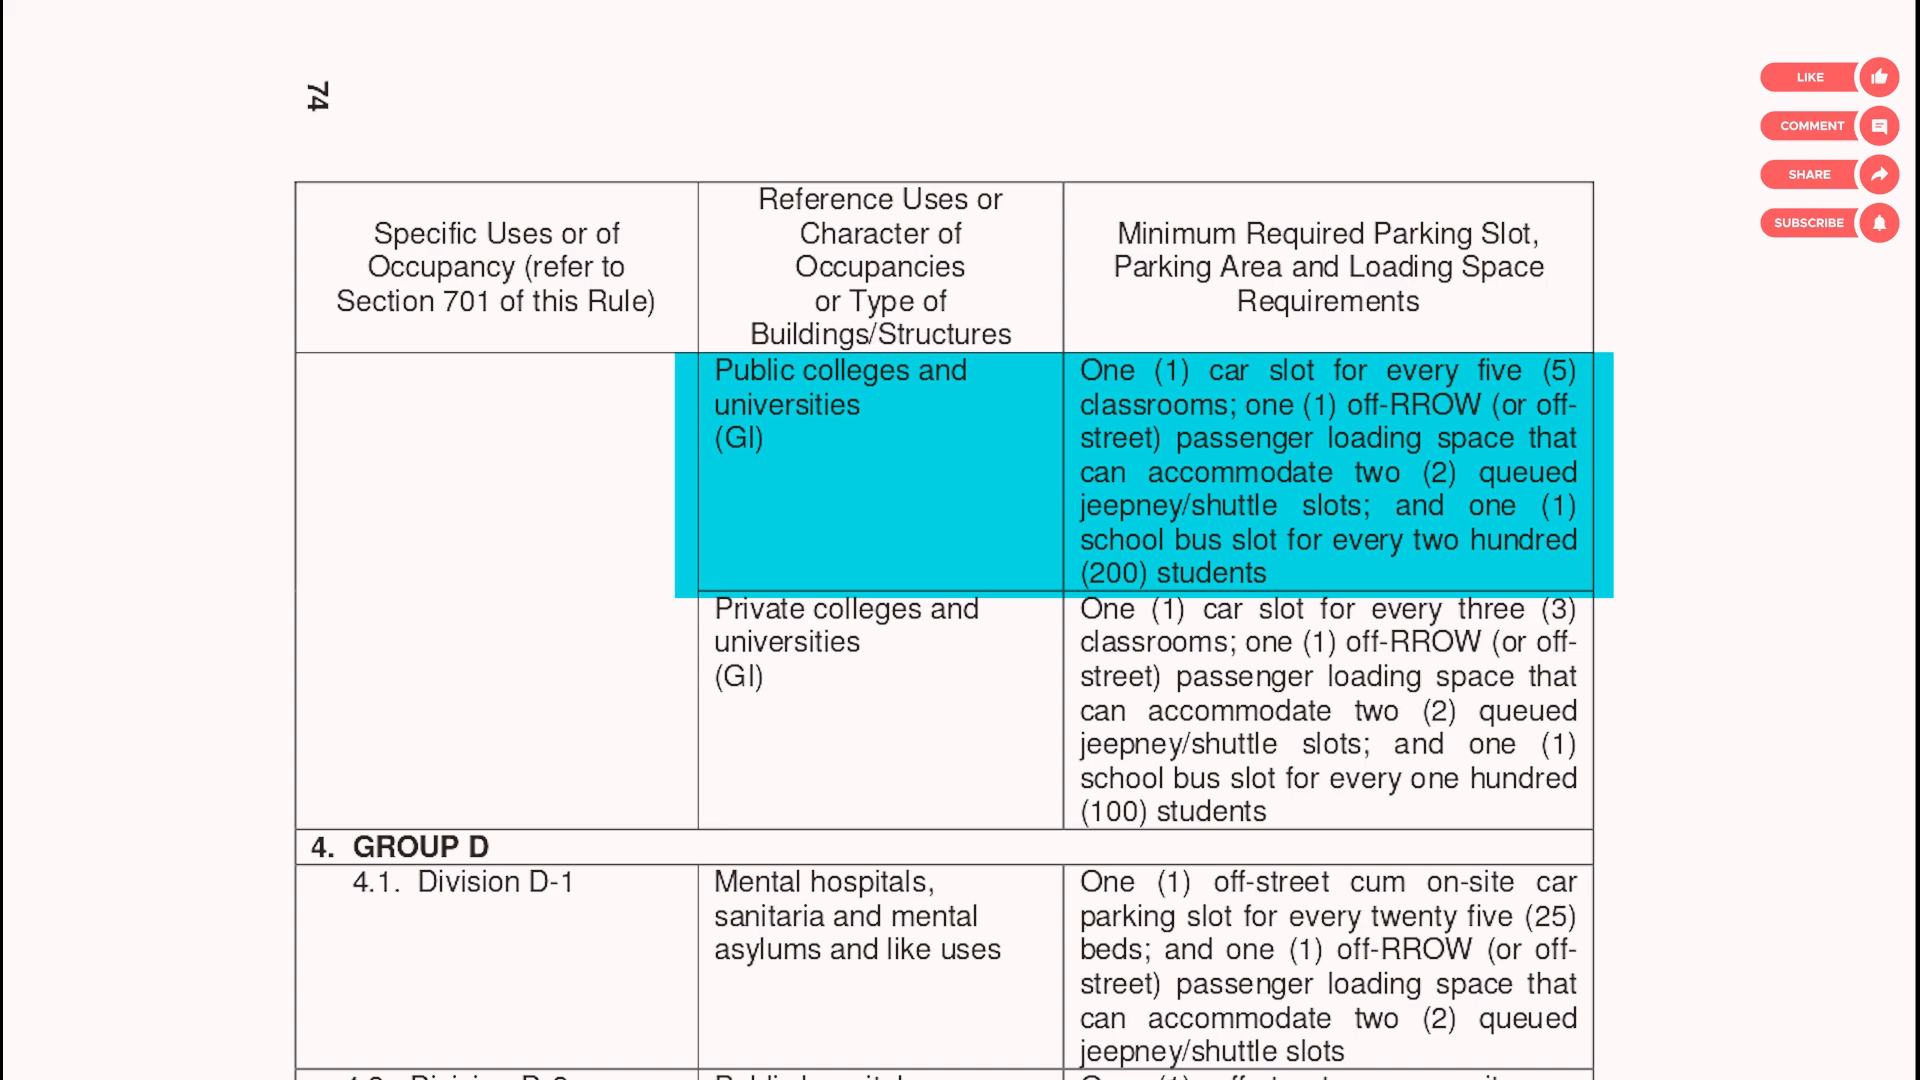 74
LIKE
COMMENT
SHARE
SUBSCRIBE
Specific Uses or of
Occupancy (refer to
Section 701 of this Rule)
Reference Uses or
Character of
Occupancies
or Type of
Buildings/Structures
Minimum Required Parking Slot,
Parking Area and Loading Space
Requirements
Public colleges and
universities
(GI)
One (1) car slot for every five (5)
classrooms; one (1) off-RROW (or off-
street) passenger loading space that
can accommodate two (2) queued
jeepney/shuttle slots; and one (1)
school bus slot for every two hundred
(200) students
Private colleges and
universities
(GI)
One (1) car slot for every three (3)
classrooms; one (1) off-RROW (or off-
street) passenger loading space that
can accommodate two (2) queued
jeepney/shuttle slots; and one (1)
school bus slot for every one hundred
(100) students
4. GROUP D
4.1. Division D-1
Mental hospitals,
sanitaria and mental
asylums and like uses
One (1) off-street cum on-site car
parking slot for every twenty five (25)
beds; and one (1) off-RROW (or off-
street) passenger loading space that
can accommodate two (2) queued
jeepney/shuttle slots